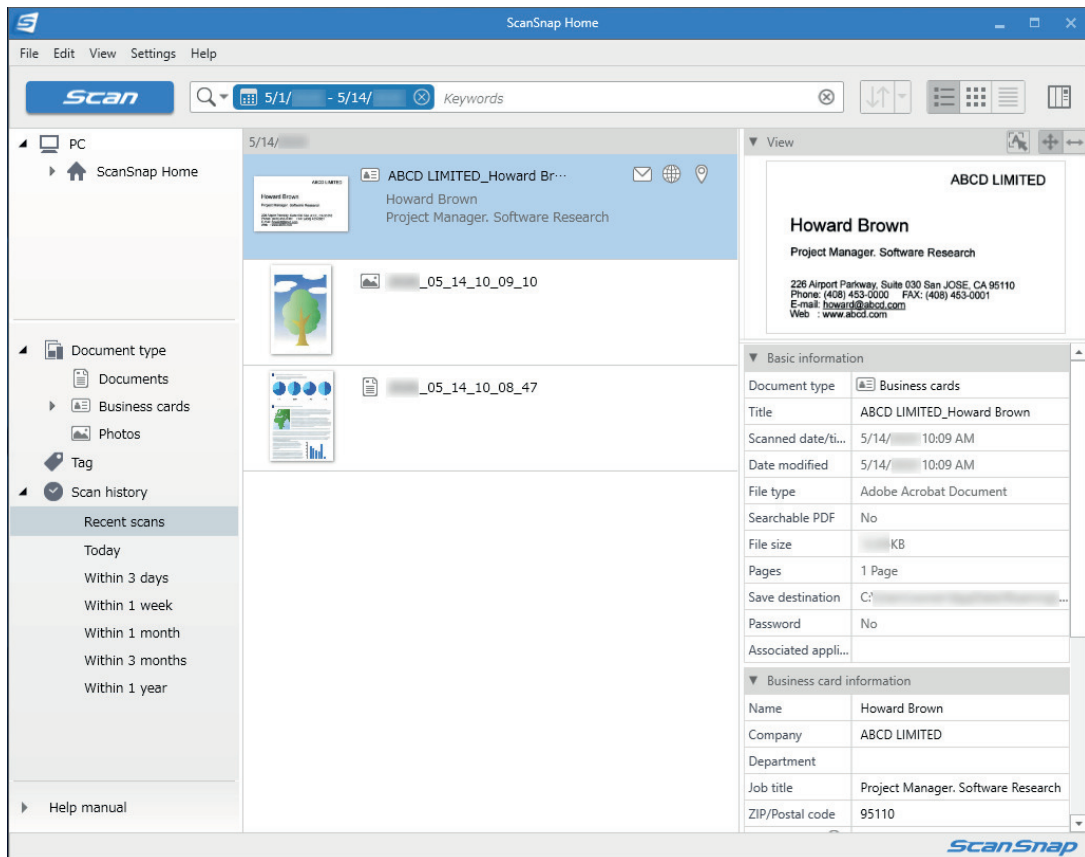 ScanSnap Home
File Edit View Settings Help
Scan
5/1/ - 5/14/ Keywords
PC
ScanSnap Home
Document type
Documents
Business cards
Photos
Tag
Scan history
Recent scans
Today
Within 3 days
Within 1 week
Within 1 month
Within 3 months
Within 1 year
Help manual
5/14/
ABCD LIMITED_Howard Br...
Howard Brown
Project Manager. Software Research
_05_14_10_09_10
_05_14_10_08_47
View
ABCD LIMITED
Howard Brown
Project Manager. Software Research
226 Airport Parkway, Suite 030 San JOSE, CA 95110
Phone: (408) 453-0000 FAX: (408) 453-0001
E-mail: howard@abcd.com
Web : www.abcd.com
Basic information
Document type Business cards
Title ABCD LIMITED_Howard Brown
Scanned date/ti... 5/14/ 10:09 AM
Date modified 5/14/ 10:09 AM
File type Adobe Acrobat Document
Searchable PDF No
File size KB
Pages 1 Page
Save destination C:\ ...
Password No
Associated appli...
Business card information
Name Howard Brown
Company ABCD LIMITED
Department
Job title Project Manager. Software Research
ZIP/Postal code 95110
ScanSnap